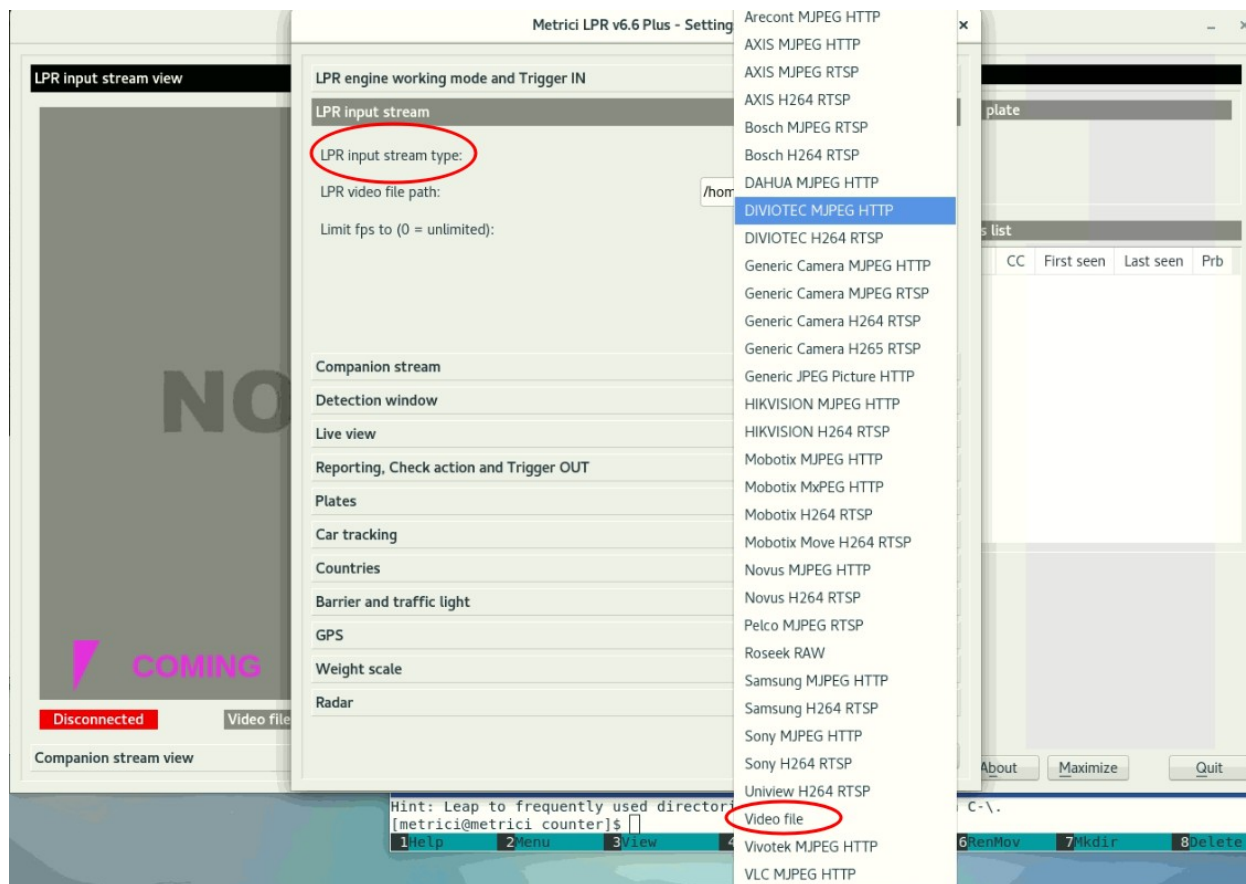 Metrici LPR v6.6 Plus - Setting
LPR input stream view
NO
COMING
Disconnected
Video file
Companion stream view
LPR engine working mode and Trigger IN
LPR input stream
LPR input stream type:
LPR video file path:
/hom
Limit fps to (0 = unlimited):
Companion stream
Detection window
Live view
Reporting, Check action and Trigger OUT
Plates
Car tracking
Countries
Barrier and traffic light
GPS
Weight scale
Radar
Arecont MJPEG HTTP
AXIS MJPEG HTTP
AXIS MJPEG RTSP
AXIS H264 RTSP
Bosch MJPEG RTSP
Bosch H264 RTSP
DAHUA MJPEG HTTP
DIVIOTEC MJPEG HTTP
DIVIOTEC H264 RTSP
Generic Camera MJPEG HTTP
Generic Camera MJPEG RTSP
Generic Camera H264 RTSP
Generic Camera H265 RTSP
Generic JPEG Picture HTTP
HIKVISION MJPEG HTTP
HIKVISION H264 RTSP
Mobotix MJPEG HTTP
Mobotix MxPEG HTTP
Mobotix H264 RTSP
Mobotix Move H264 RTSP
Novus MJPEG HTTP
Novus H264 RTSP
Pelco MJPEG RTSP
Roseek RAW
Samsung MJPEG HTTP
Samsung H264 RTSP
Sony MJPEG HTTP
Sony H264 RTSP
Uniview H264 RTSP
Video file
Vivotek MJPEG HTTP
VLC MJPEG HTTP
plate
s list
CC First seen Last seen Prb
About Maximize Quit
Hint: Leap to frequently used directori C-\.
[metrici@metrici counter]$
1Help 2Menu 3View 4 6RenMov 7Mkdir 8Delete